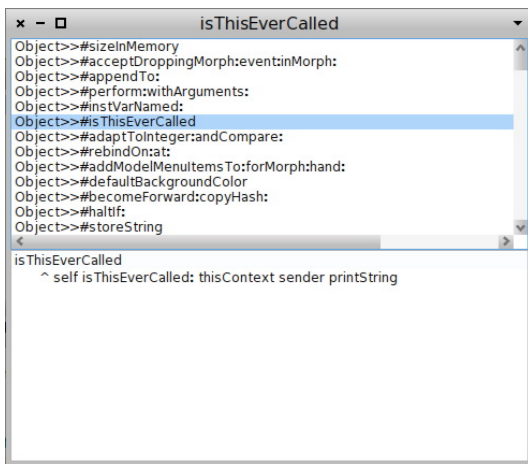 isThisEverCalled
Object>>#sizeInMemory
Object>>#acceptDroppingMorph:event:inMorph:
Object>>#appendTo:
Object>>#perform:withArguments:
Object>>#instVarNamed:
Object>>#isThisEverCalled
Object>>#adaptToInteger:andCompare:
Object>>#rebindOn:at:
Object>>#addModelMenuItemsTo:forMorph:hand:
Object>>#defaultBackgroundColor
Object>>#becomeForward:copyHash:
Object>>#haltIf:
Object>>#storeString
isThisEverCalled
^ self isThisEverCalled: thisContext sender printString